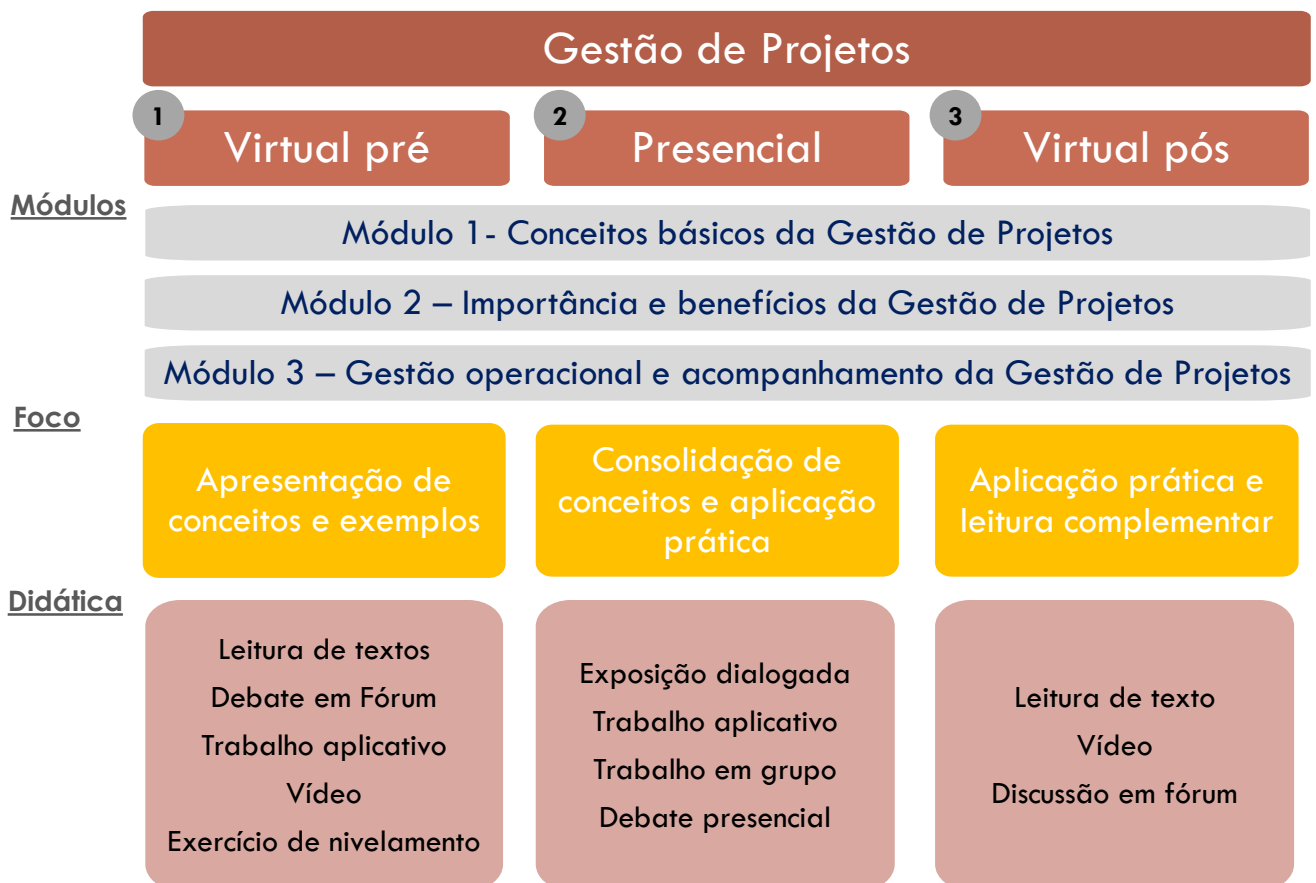 Gestão de Projetos
1
Virtual pré
2
Presencial
3
Virtual pós
Módulos
Módulo 1- Conceitos básicos da Gestão de Projetos
Módulo 2 – Importância e benefícios da Gestão de Projetos
Módulo 3 – Gestão operacional e acompanhamento da Gestão de Projetos
Foco
Apresentação de
conceitos e exemplos
Consolidação de
conceitos e aplicação
prática
Aplicação prática e
leitura complementar
Didática
Leitura de textos
Debate em Fórum
Trabalho aplicativo
Vídeo
Exercício de nivelamento
Exposição dialogada
Trabalho aplicativo
Trabalho em grupo
Debate presencial
Leitura de texto
Vídeo
Discussão em fórum